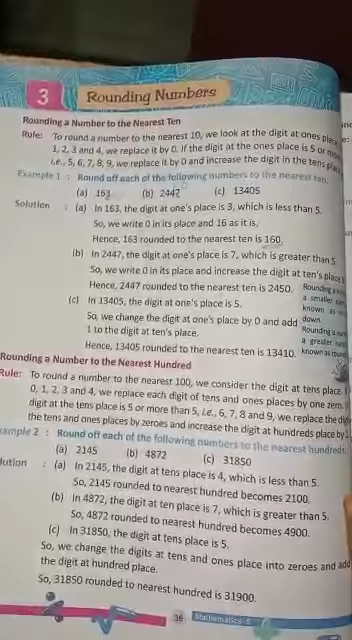 3 Rounding Numbers
Rounding a Number to the Nearest Ten
Rule: To round a number to the nearest 10, we look at the digit at ones place
1, 2, 3 and 4, we replace it by 0. If the digit at the ones place is 5 or more
i.e., 5, 6, 7, 8, 9, we replace it by 0 and increase the digit in the tens place
Example 1 : Round off each of the following numbers to the nearest ten.
(a) 163 (b) 2447 (c) 13405
Solution : (a) In 163, the digit at one's place is 3, which is less than 5.
So, we write 0 in its place and 16 as it is.
Hence, 163 rounded to the nearest ten is 160.
(b) In 2447, the digit at one's place is 7, which is greater than 5
So, we write 0 in its place and increase the digit at ten's place
Hence, 2447 rounded to the nearest ten is 2450.
(c) In 13405, the digit at one's place is 5.
So, we change the digit at one's place by 0 and add
1 to the digit at ten's place.
Hence, 13405 rounded to the nearest ten is 13410.
Rounding a
a smaller
known as
down.
Rounding a
a greater
known as
Rounding a Number to the Nearest Hundred
Rule: To round a number to the nearest 100, we consider the digit at tens place.
0, 1, 2, 3 and 4, we replace each digit of tens and ones places by one zero.
digit at the tens place is 5 or more than 5, i.e., 6, 7, 8 and 9, we replace the
the tens and ones places by zeroes and increase the digit at hundreds place by
ample 2 : Round off each of the following numbers to the nearest hundreds.
(a) 2145 (b) 4872 (c) 31850
lution : (a) In 2145, the digit at tens place is 4, which is less than 5.
So, 2145 rounded to nearest hundred becomes 2100.
(b) In 4872, the digit at ten place is 7, which is greater than 5.
So, 4872 rounded to nearest hundred becomes 4900.
(c) In 31850, the digit at tens place is 5.
So, we change the digits at tens and ones place into zeroes and add
the digit at hundred place.
So, 31850 rounded to nearest hundred is 31900.
36 Mathematics-5